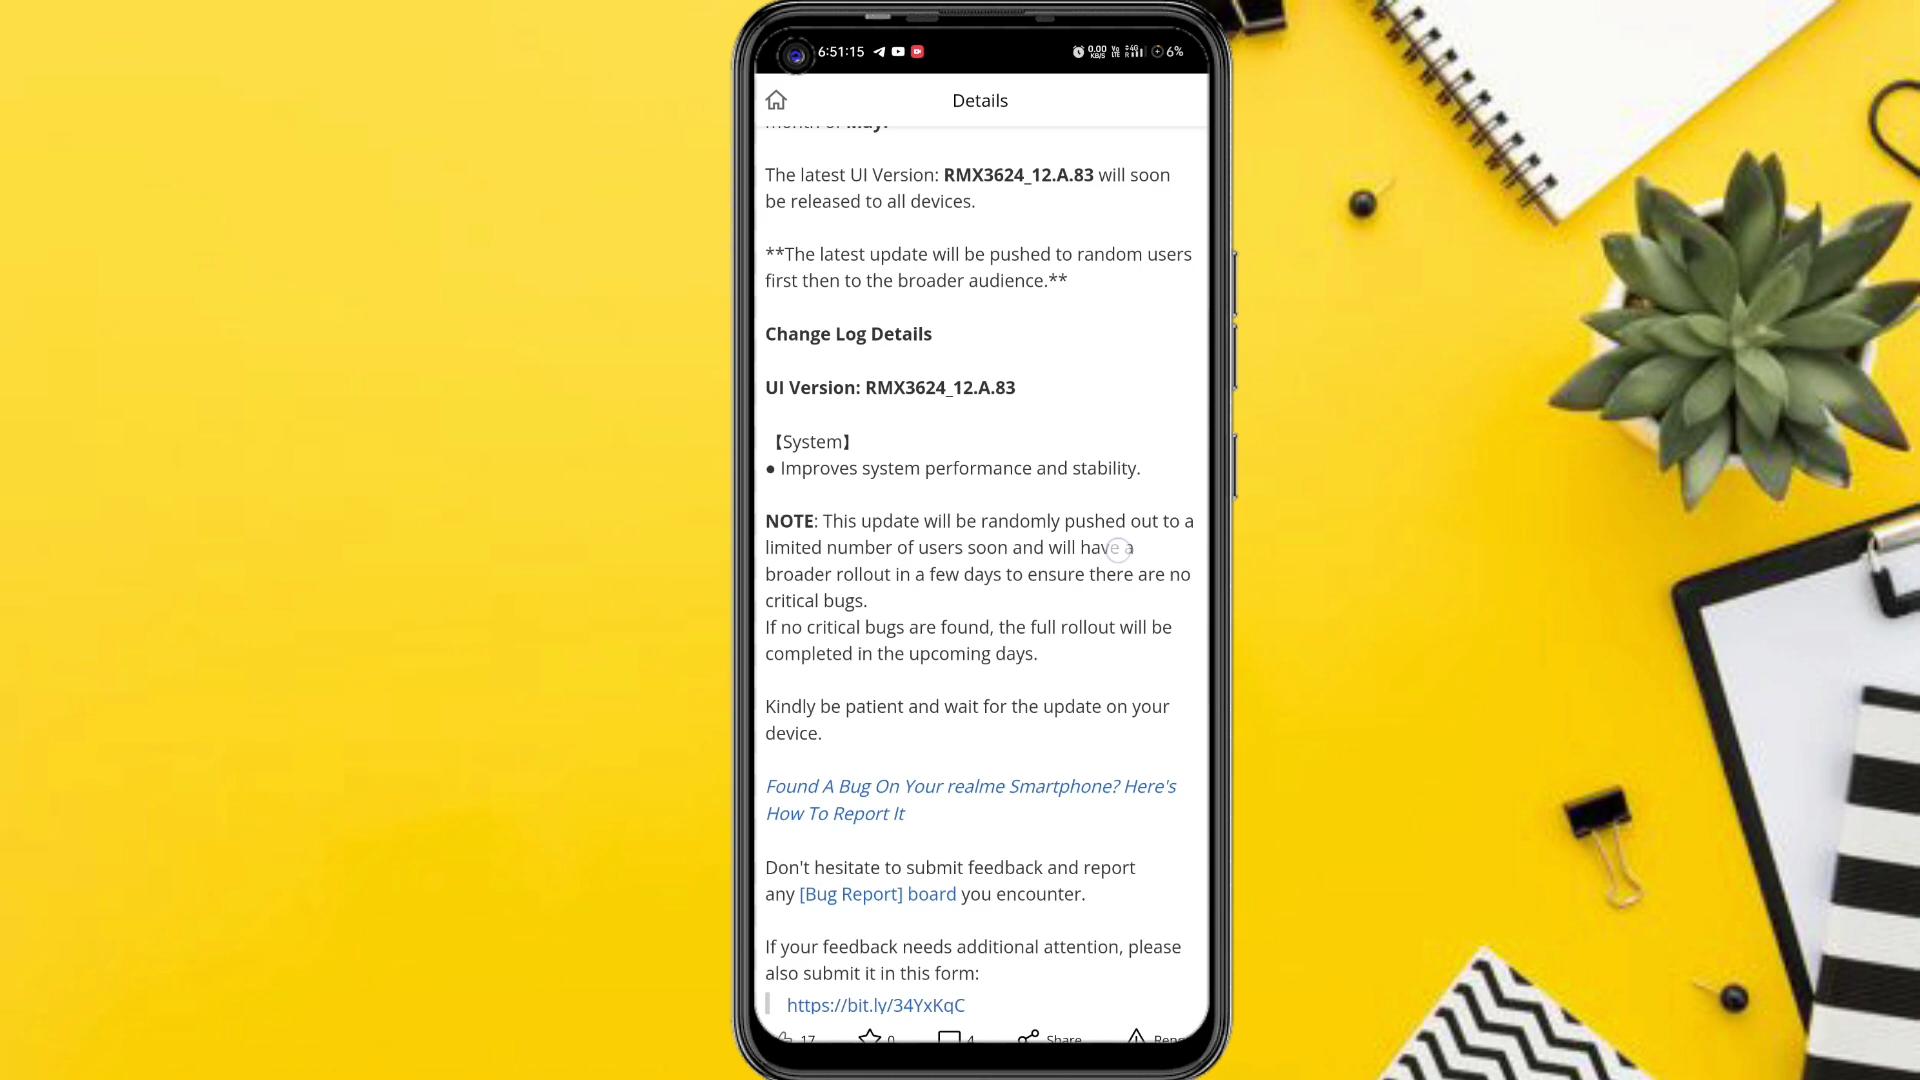 6:51:15
0.00 KB/S 4G 6%
Details
month of May.
The latest UI Version: RMX3624_12.A.83 will soon
be released to all devices.
**The latest update will be pushed to random users
first then to the broader audience.**
Change Log Details
UI Version: RMX3624_12.A.83
【System】
● Improves system performance and stability.
NOTE: This update will be randomly pushed out to a
limited number of users soon and will have a
broader rollout in a few days to ensure there are no
critical bugs.
If no critical bugs are found, the full rollout will be
completed in the upcoming days.
Kindly be patient and wait for the update on your
device.
Found A Bug On Your realme Smartphone? Here's
How To Report It
Don't hesitate to submit feedback and report
any [Bug Report] board you encounter.
If your feedback needs additional attention, please
also submit it in this form:
https://bit.ly/34YxKqC
17 0 4 Share